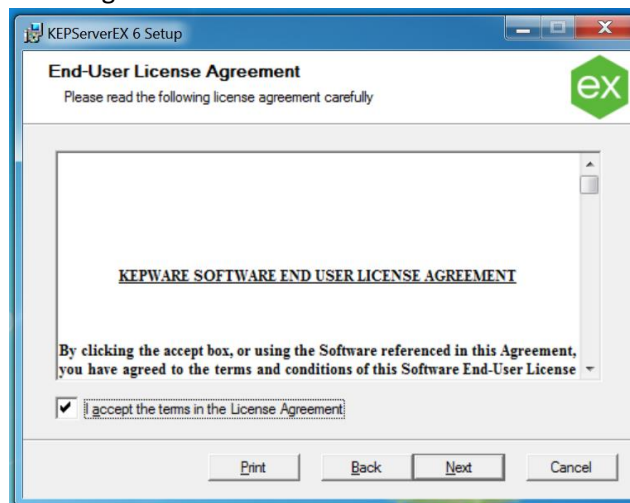 KEPServerEX 6 Setup
End-User License Agreement
Please read the following license agreement carefully
ex
KEPWARE SOFTWARE END USER LICENSE AGREEMENT
By clicking the accept box, or using the Software referenced in this Agreement,
you have agreed to the terms and conditions of this Software End-User License
I accept the terms in the License Agreement
Print Back Next Cancel